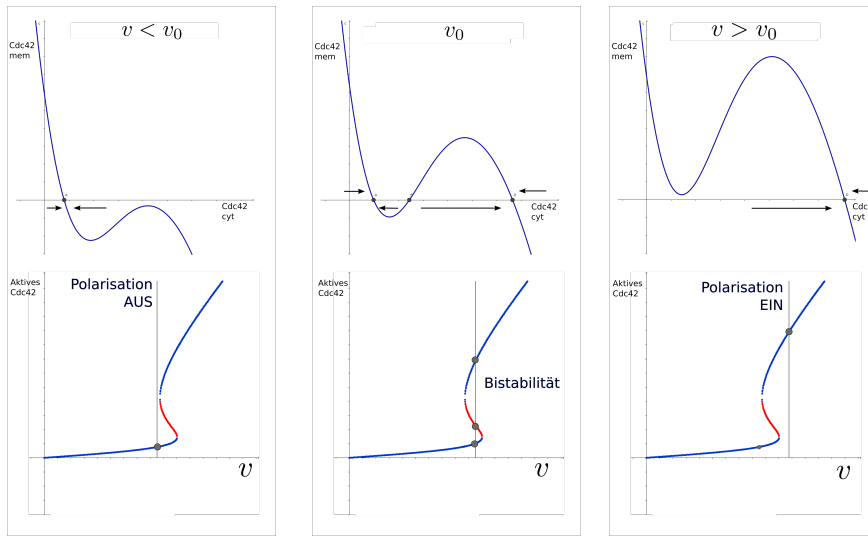 v < v₀
Cdc42
mem
Cdc42
cyt
v₀
Cdc42
mem
Cdc42
cyt
v > v₀
Cdc42
mem
Cdc
cyt
Aktives
Cdc42
Polarisation
AUS
v
Aktives
Cdc42
Bistabilität
v
Aktives
Cdc42
Polarisation
EIN
v